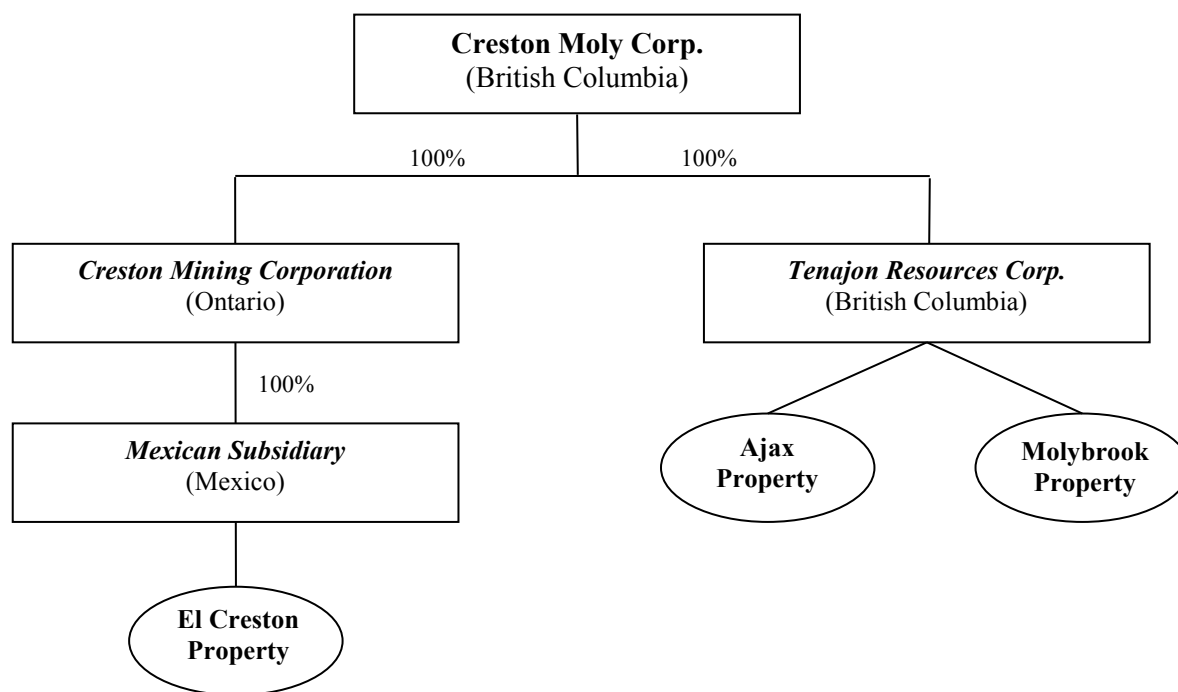 Creston Moly Corp.
(British Columbia)
100%
100%
Creston Mining Corporation
(Ontario)
Tenajon Resources Corp.
(British Columbia)
100%
Mexican Subsidiary
(Mexico)
Ajax
Property
Molybrook
Property
El Creston
Property